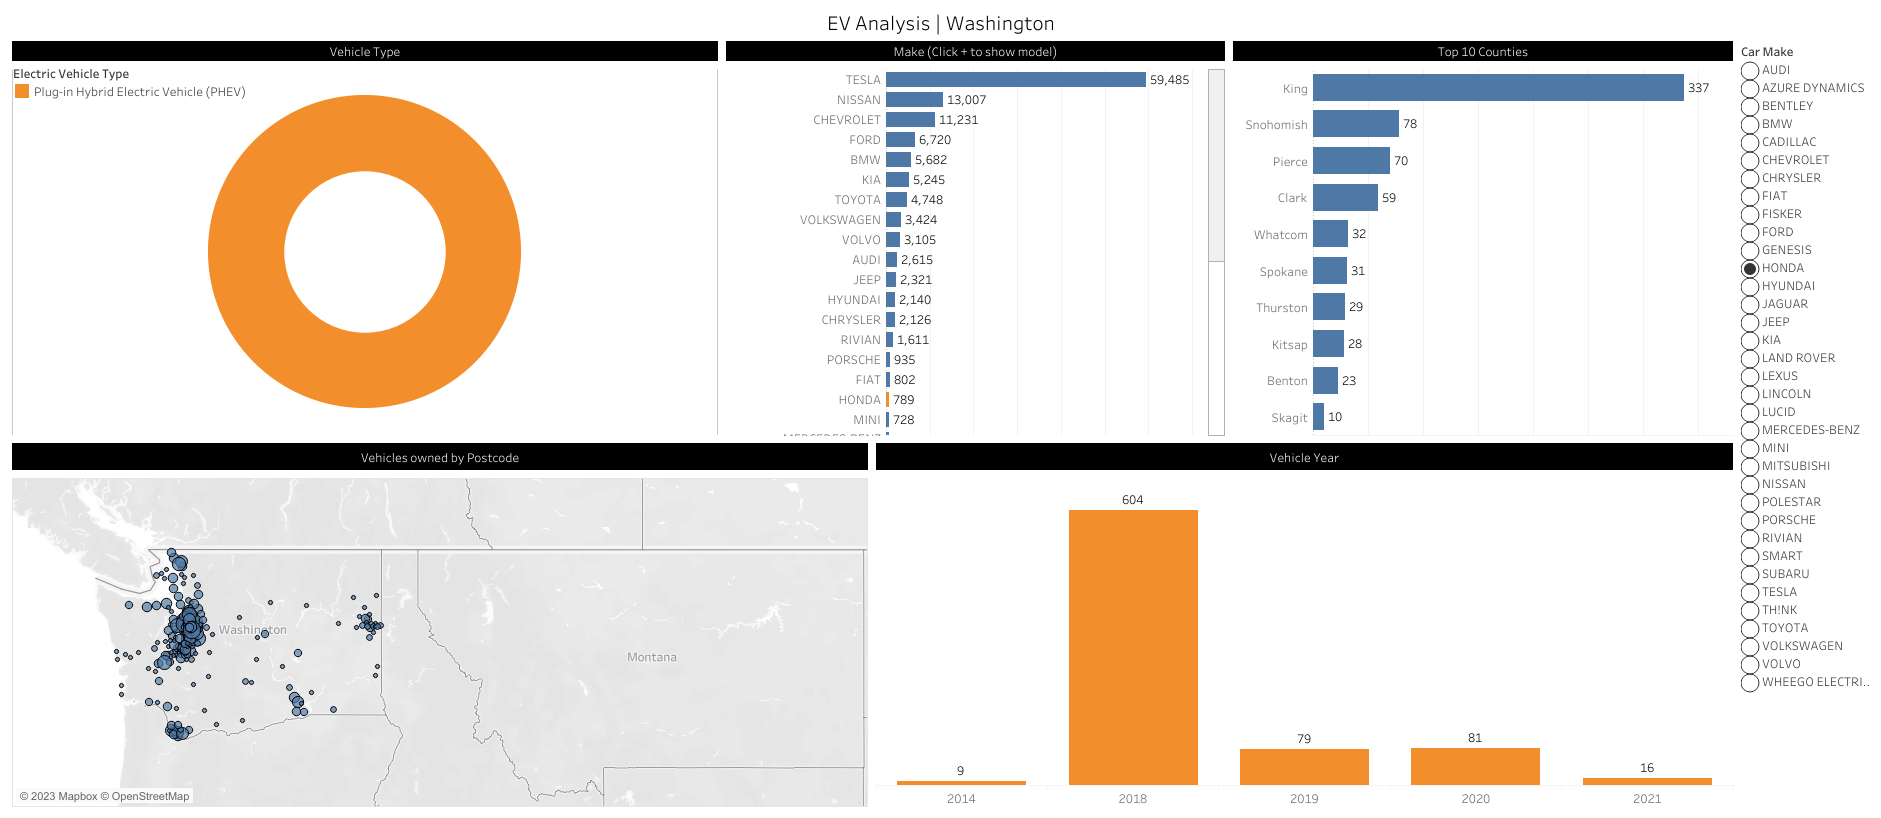 EV Analysis | Washington
Vehicle Type
Electric Vehicle Type
Plug-in Hybrid Electric Vehicle (PHEV)
Make (Click + to show model)
TESLA 59,485
NISSAN 13,007
CHEVROLET 11,231
FORD 6,720
BMW 5,682
KIA 5,245
TOYOTA 4,748
VOLKSWAGEN 3,424
VOLVO 3,105
AUDI 2,615
JEEP 2,321
HYUNDAI 2,140
CHRYSLER 2,126
RIVIAN 1,611
PORSCHE 935
FIAT 802
HONDA 789
MINI 728
Top 10 Counties
King 337
Snohomish 78
Pierce 70
Clark 59
Whatcom 32
Spokane 31
Thurston 29
Kitsap 28
Benton 23
Skagit 10
Car Make
AUDI
AZURE DYNAMICS
BENTLEY
BMW
CADILLAC
CHEVROLET
CHRYSLER
FIAT
FISKER
FORD
GENESIS
HONDA
HYUNDAI
JAGUAR
JEEP
KIA
LAND ROVER
LEXUS
LINCOLN
LUCID
MERCEDES-BENZ
MINI
MITSUBISHI
NISSAN
POLESTAR
PORSCHE
RIVIAN
SMART
SUBARU
TESLA
TH!NK
TOYOTA
VOLKSWAGEN
VOLVO
WHEEGO ELECTRI..
Vehicles owned by Postcode
Washington
Montana
© 2023 Mapbox © OpenStreetMap
Vehicle Year
604
79
81
9
16
2014 2018 2019 2020 2021